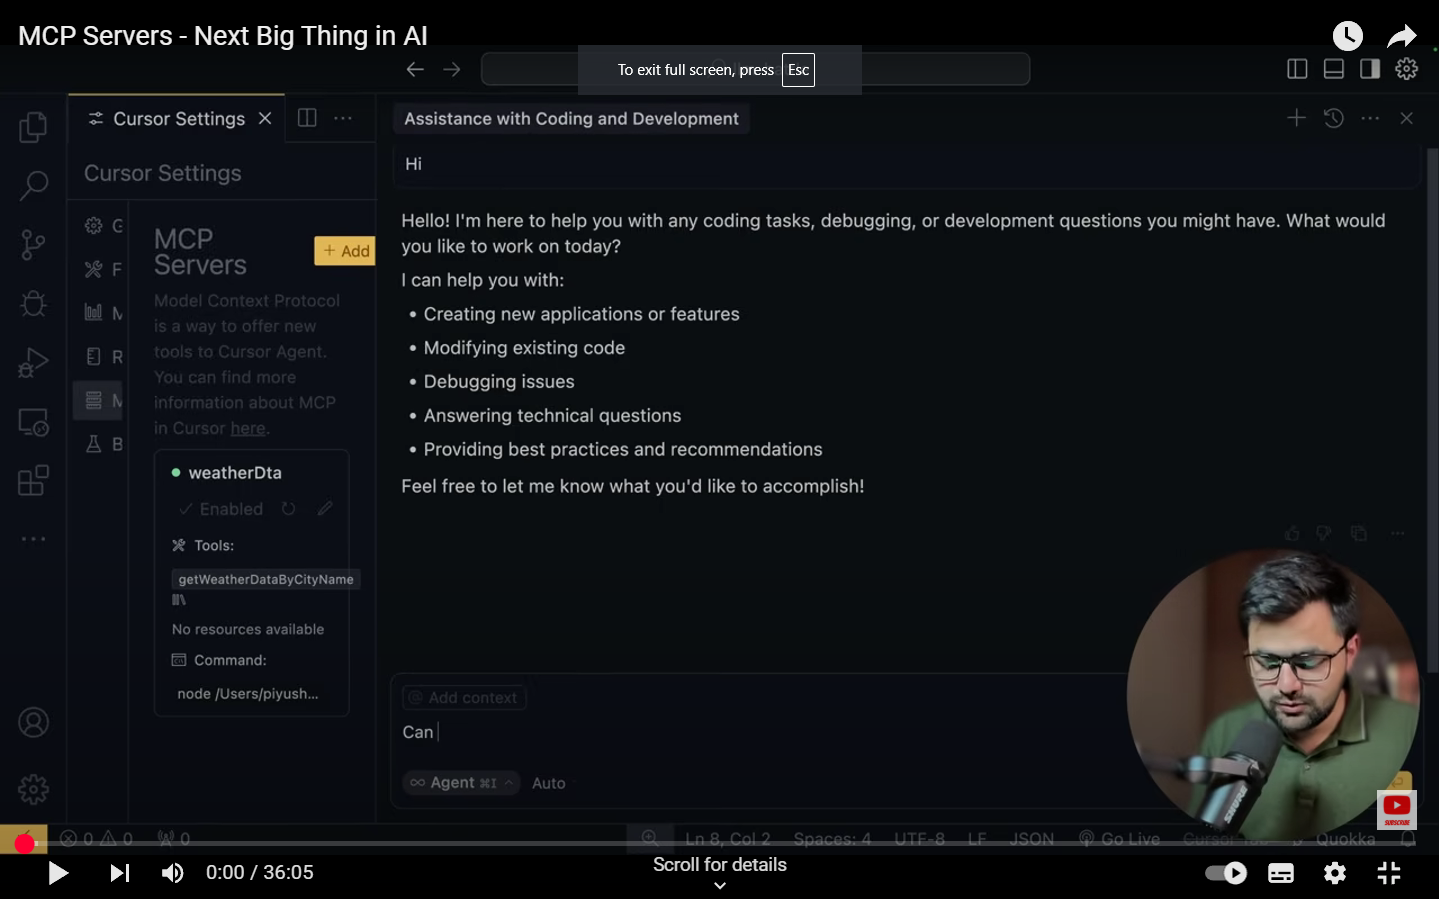 MCP Servers - Next Big Thing in AI
To exit full screen, press Esc
Cursor Settings
Assistance with Coding and Development
Cursor Settings
Hi
G
F
M
R
M
B
MCP
Servers
+ Add
Model Context Protocol
is a way to offer new
tools to Cursor Agent.
You can find more
information about MCP
in Cursor here.
weatherDta
Enabled
Tools:
getWeatherDataByCityName
No resources available
Command:
node /Users/piyush...
Hello! I'm here to help you with any coding tasks, debugging, or development questions you might have. What would
you like to work on today?
I can help you with:
• Creating new applications or features
• Modifying existing code
• Debugging issues
• Answering technical questions
• Providing best practices and recommendations
Feel free to let me know what you'd like to accomplish!
@ Add context
Can
Agent ⌘I
Auto
SUBSCRIBE
0 0 0
Ln 8, Col 2 Spaces: 4 UTF-8 LF JSON Go Live Cursor Tab Quokka
0:00 / 36:05
Scroll for details